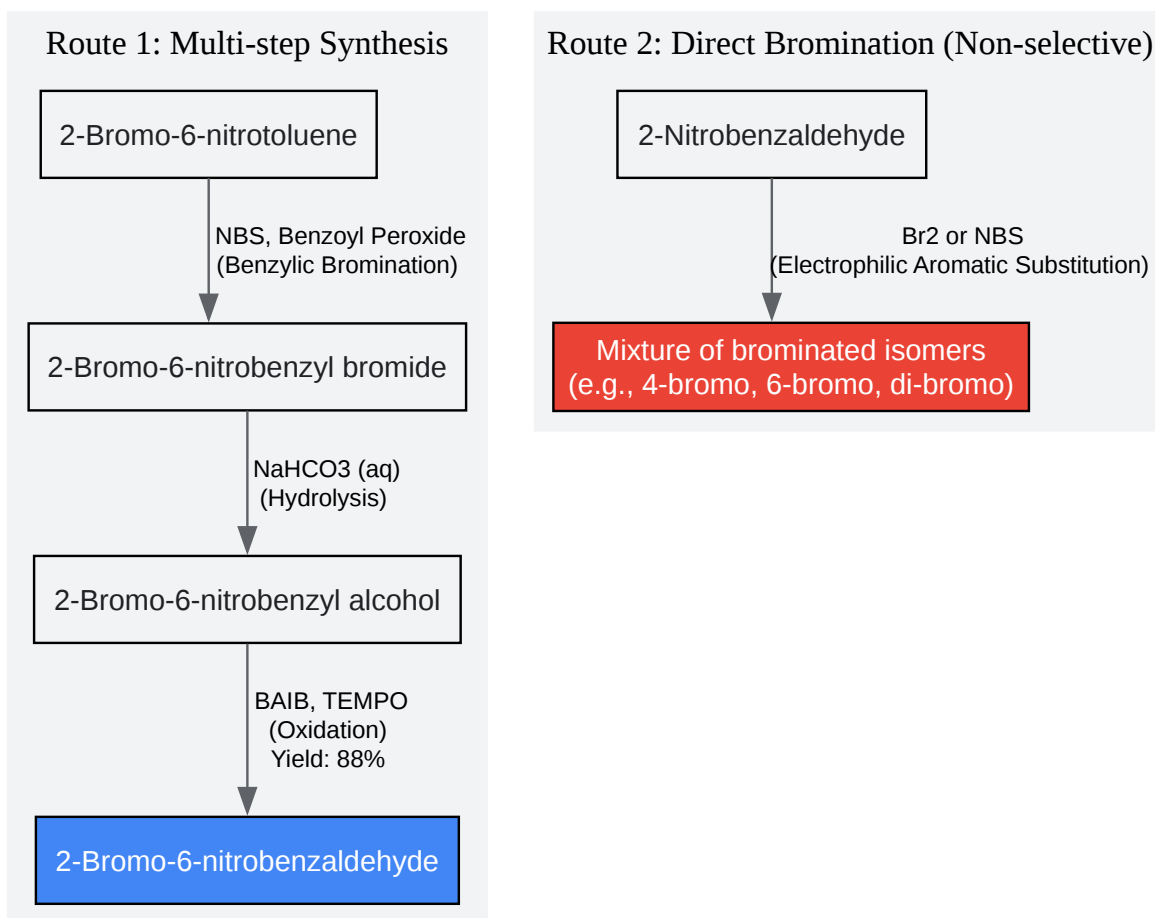 Route 1: Multi-step Synthesis
2-Bromo-6-nitrotoluene
NBS, Benzoyl Peroxide
(Benzylic Bromination)
2-Bromo-6-nitrobenzyl bromide
NaHCO3 (aq)
(Hydrolysis)
2-Bromo-6-nitrobenzyl alcohol
BAIB, TEMPO
(Oxidation)
Yield: 88%
2-Bromo-6-nitrobenzaldehyde
Route 2: Direct Bromination (Non-selective)
2-Nitrobenzaldehyde
Br2 or NBS
(Electrophilic Aromatic Substitution)
Mixture of brominated isomers
(e.g., 4-bromo, 6-bromo, di-bromo)